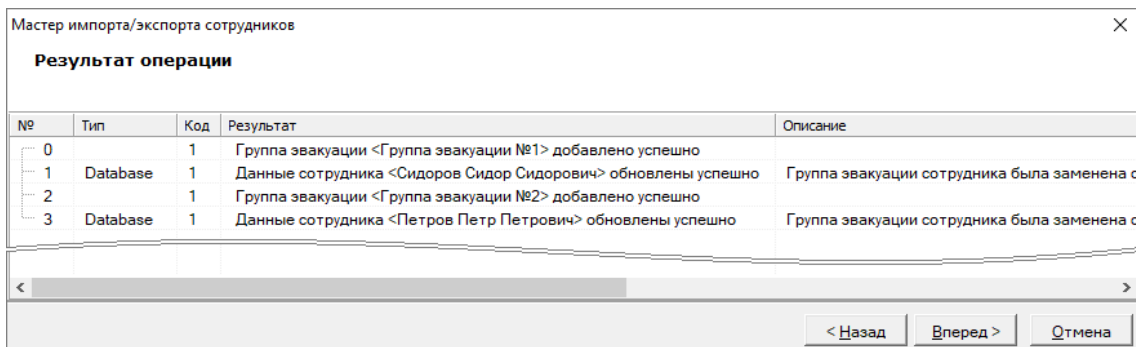 Мастер импорта/экспорта сотрудников
Результат операции
№ Тип Код Результат Описание
0 1 Группа эвакуации <Группа эвакуации №1> добавлено успешно
1 Database 1 Данные сотрудника <Сидоров Сидор Сидорович> обновлены успешно Группа эвакуации сотрудника была заменена с
2 1 Группа эвакуации <Группа эвакуации №2> добавлено успешно
3 Database 1 Данные сотрудника <Петров Петр Петрович> обновлены успешно Группа эвакуации сотрудника была заменена с
< Назад Вперед > Отмена